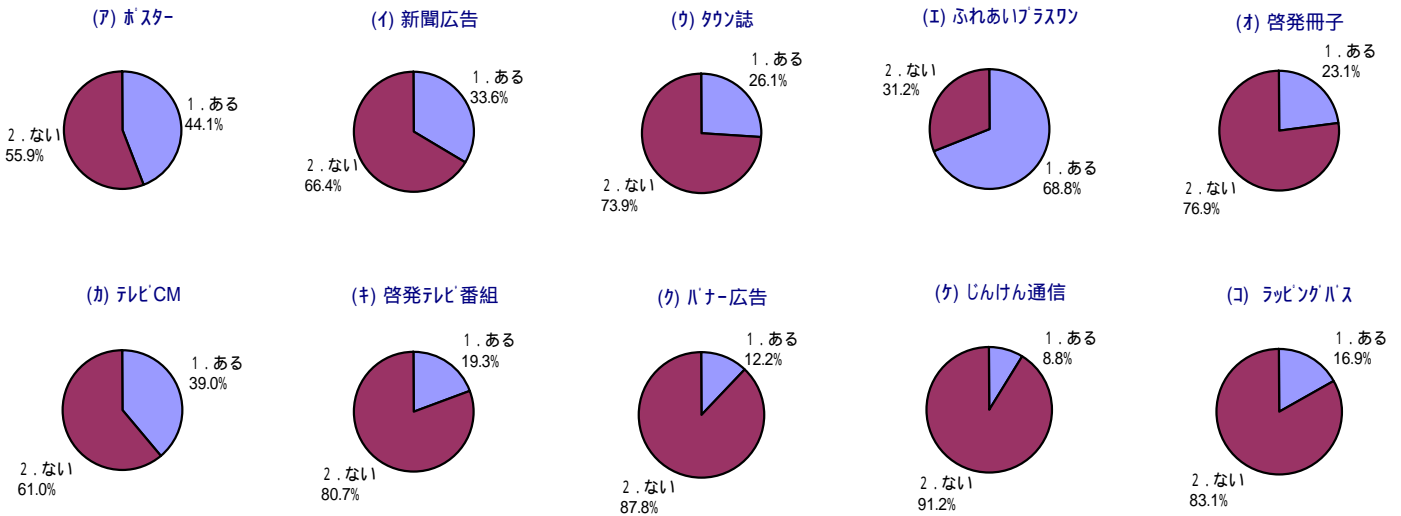 (ｱ) ﾎﾟｽﾀｰ
1．ある
44.1%
2．ない
55.9%
(ｲ) 新聞広告
1．ある
33.6%
2．ない
66.4%
(ｳ) ﾀｳﾝ誌
1．ある
26.1%
2．ない
73.9%
(ｴ) ふれあいﾌﾟﾗｽﾜﾝ
2．ない
31.2%
1．ある
68.8%
(ｵ) 啓発冊子
1．ある
23.1%
2．ない
76.9%
(ｶ) ﾃﾚﾋﾞCM
1．ある
39.0%
2．ない
61.0%
(ｷ) 啓発ﾃﾚﾋﾞ番組
1．ある
19.3%
2．ない
80.7%
(ｸ) ﾊﾞﾅｰ広告
1．ある
12.2%
2．ない
87.8%
(ｹ) じんけん通信
1．ある
8.8%
2．ない
91.2%
(ｺ) ﾗｯﾋﾟﾝｸﾞﾊﾞｽ
1．ある
16.9%
2．ない
83.1%